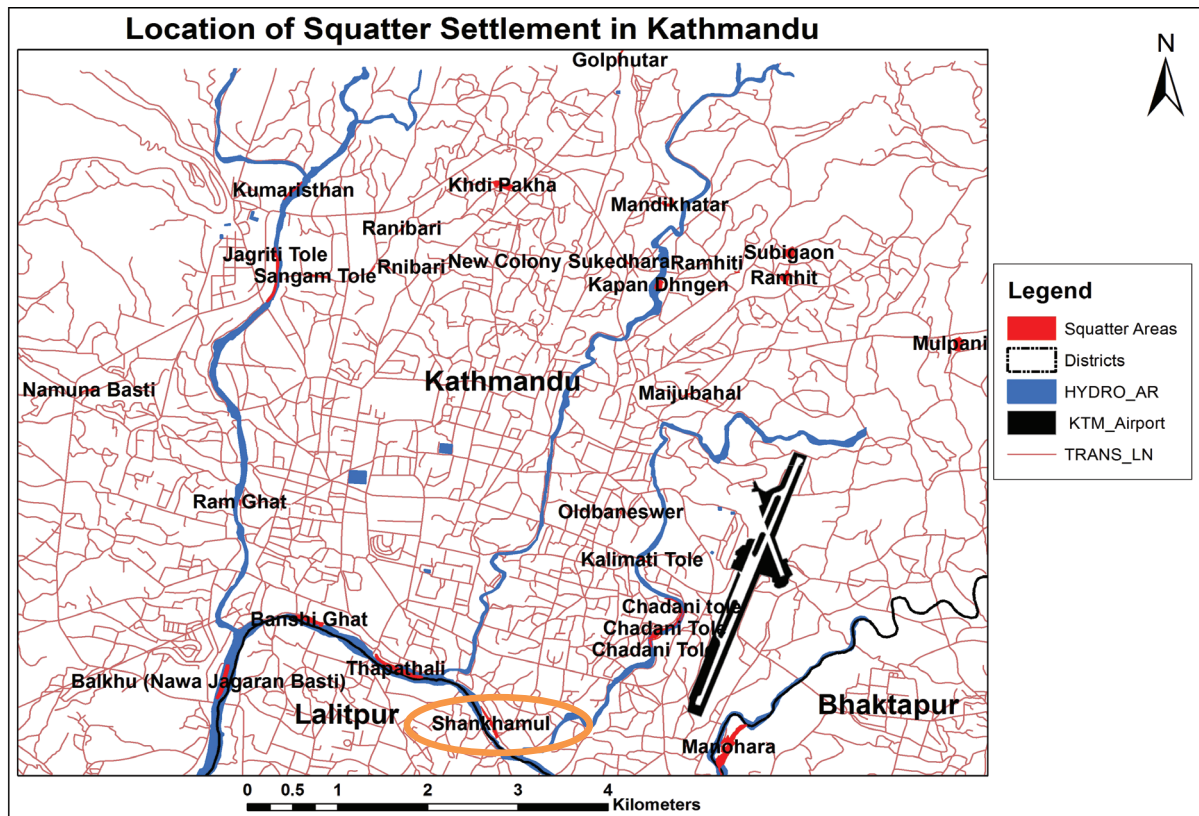 Location of Squatter Settlement in Kathmandu
N
Golphutar
Kumaristhan
Khdi Pakha
Mandikhatar
Ranibari
Jagriti Tole
Sangam Tole
Rnibari
New Colony
Sukedhara
Ramhiti
Subigaon
Kapan Dhngen
Ramhit
Mulpani
Namuna Basti
Kathmandu
Maijubahal
Ram Ghat
Oldbaneswer
Kalimati Tole
Chadani tole
Chadani Tole
Chadani Tole
Banshi Ghat
Thapathali
Balkhu (Nawa Jagaran Basti)
Lalitpur
Shankhamul
Bhaktapur
Manohara
Legend
Squatter Areas
Districts
HYDRO_AR
KTM_Airport
TRANS_LN
0 0.5 1 2 3 4
Kilometers